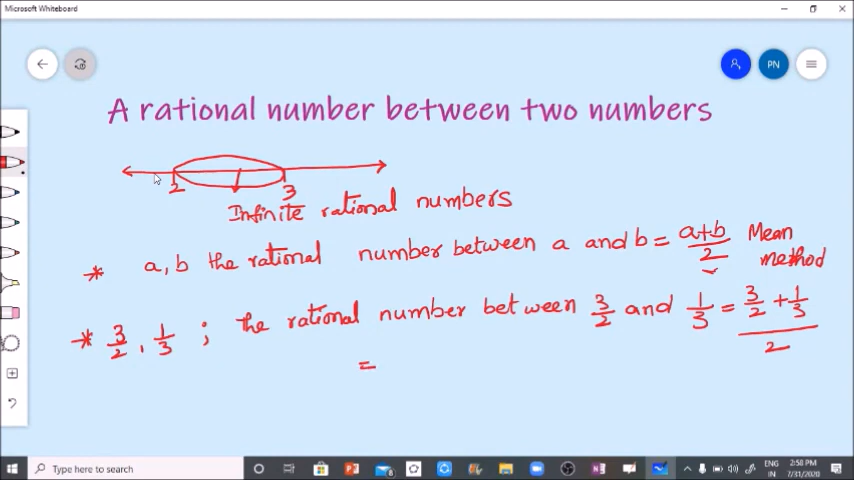 Microsoft Whiteboard
PN
A rational number between two numbers
2 3
Infinite rational numbers
* a, b the rational number between a and b = a+b/2 Mean method
* 3/2, 1/3 ; the rational number between 3/2 and 1/3 = 3/2 + 1/3 / 2
=
Type here to search
ENG 2:58 PM
IN 7/31/2020